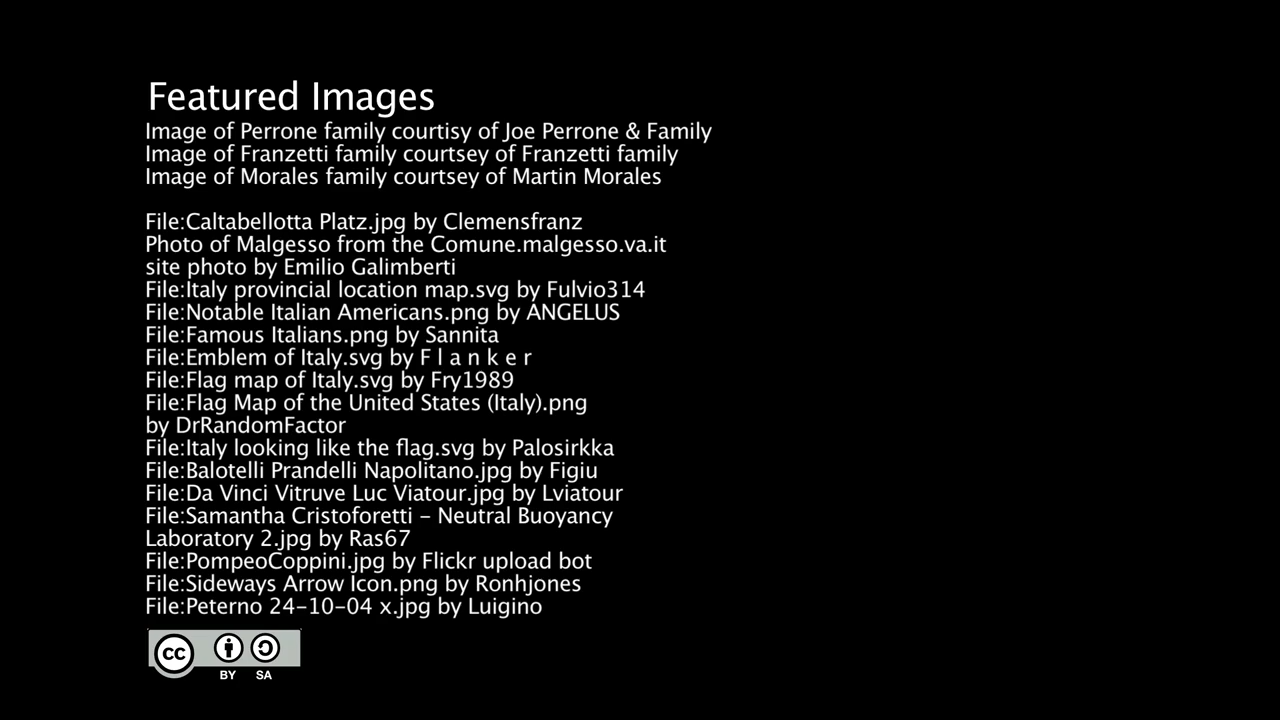 Featured Images
Image of Perrone family courtisy of Joe Perrone & Family
Image of Franzetti family courtsey of Franzetti family
Image of Morales family courtsey of Martin Morales
File:Caltabellotta Platz.jpg by Clemensfranz
Photo of Malgesso from the Comune.malgesso.va.it
site photo by Emilio Galimberti
File:Italy provincial location map.svg by Fulvio314
File:Notable Italian Americans.png by ANGELUS
File:Famous Italians.png by Sannita
File:Emblem of Italy.svg by F l a n k e r
File:Flag map of Italy.svg by Fry1989
File:Flag Map of the United States (Italy).png
by DrRandomFactor
File:Italy looking like the flag.svg by Palosirkka
File:Balotelli Prandelli Napolitano.jpg by Figiu
File:Da Vinci Vitruve Luc Viatour.jpg by Lviatour
File:Samantha Cristoforetti – Neutral Buoyancy
Laboratory 2.jpg by Ras67
File:PompeoCoppini.jpg by Flickr upload bot
File:Sideways Arrow Icon.png by Ronhjones
File:Peterno 24–10–04 x.jpg by Luigino
cc BY SA